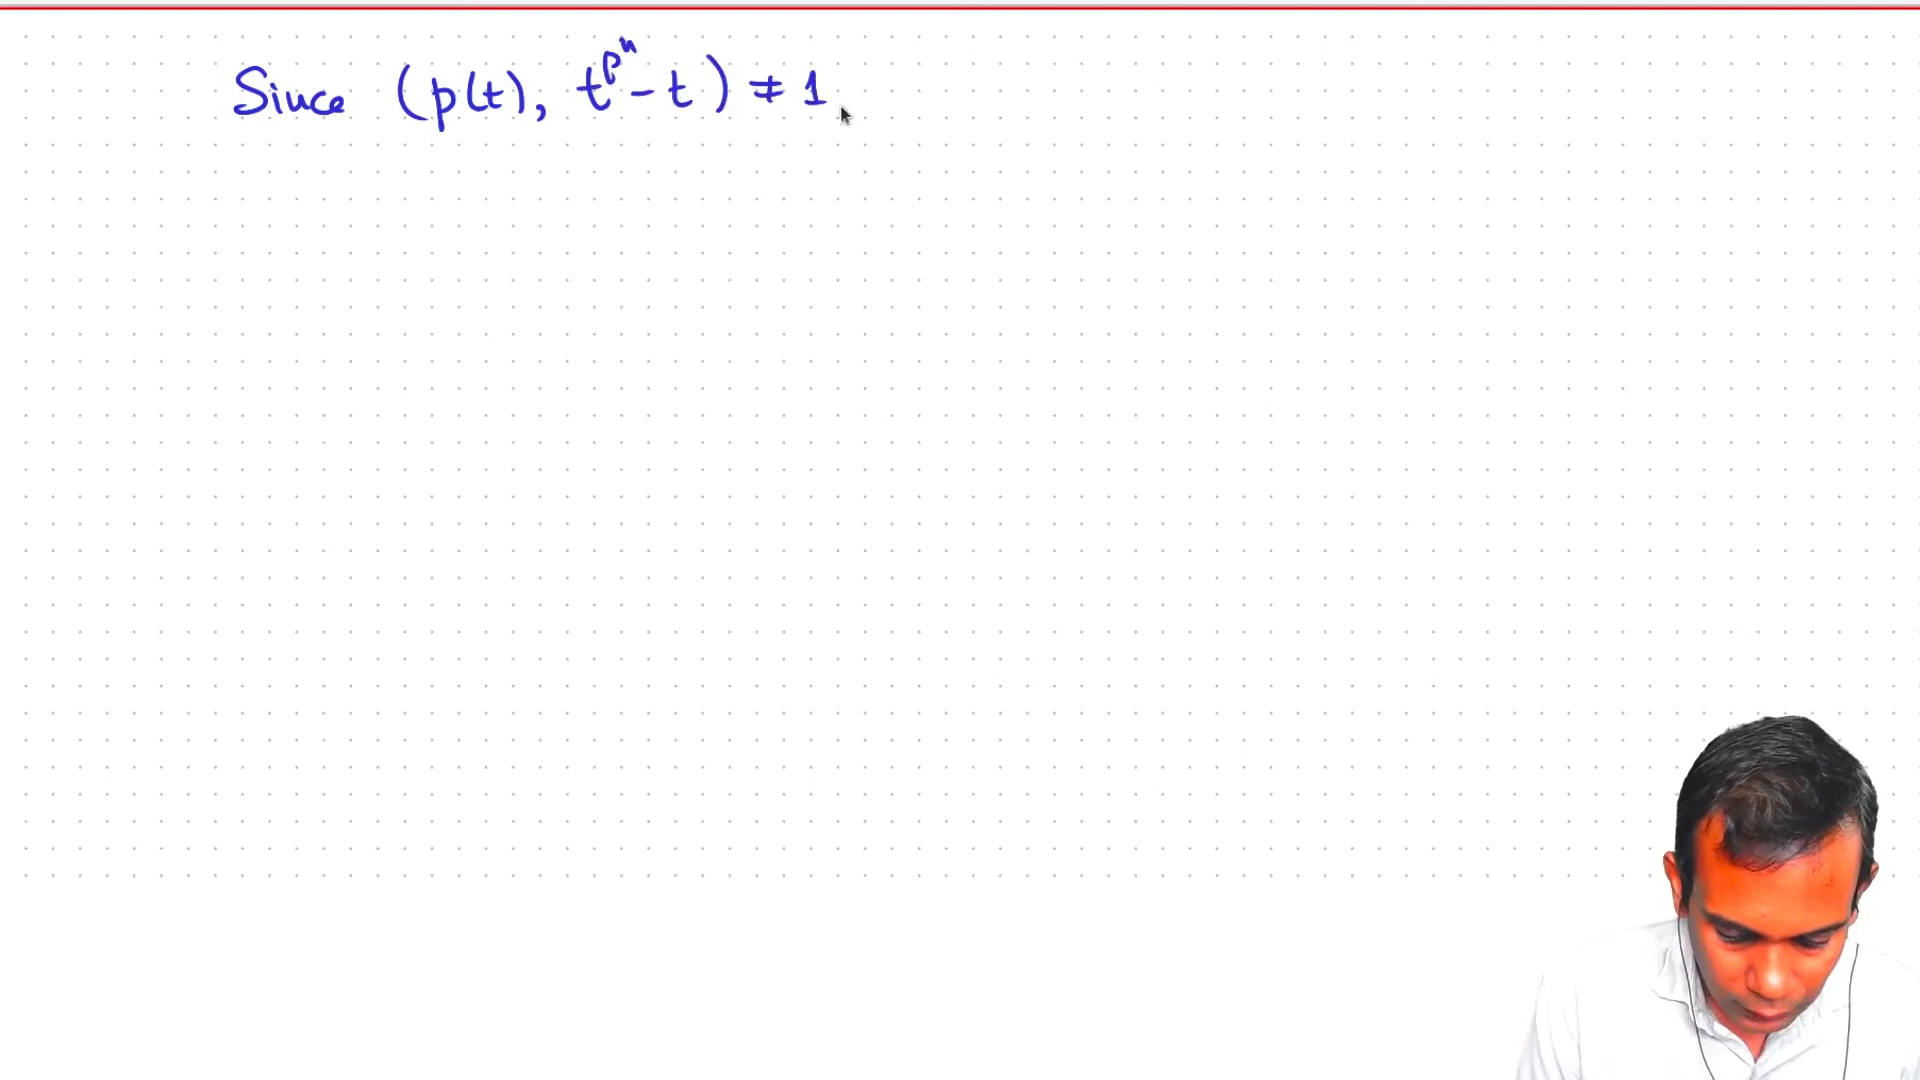 Since (p(t), t^{p^n} - t) ≠ 1